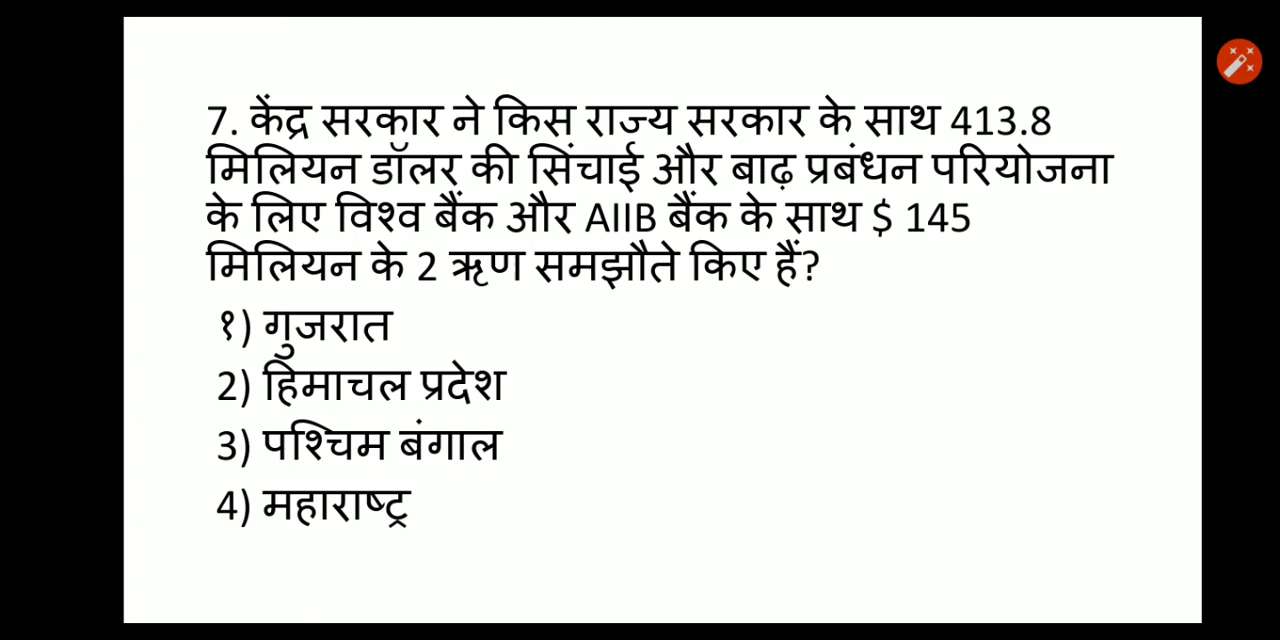 7. केंद्र सरकार ने किस राज्य सरकार के साथ 413.8
मिलियन डॉलर की सिंचाई और बाढ़ प्रबंधन परियोजना
के लिए विश्व बैंक और AIIB बैंक के साथ $ 145
मिलियन के 2 ऋण समझौते किए हैं?
१) गुजरात
2) हिमाचल प्रदेश
3) पश्चिम बंगाल
4) महाराष्ट्र